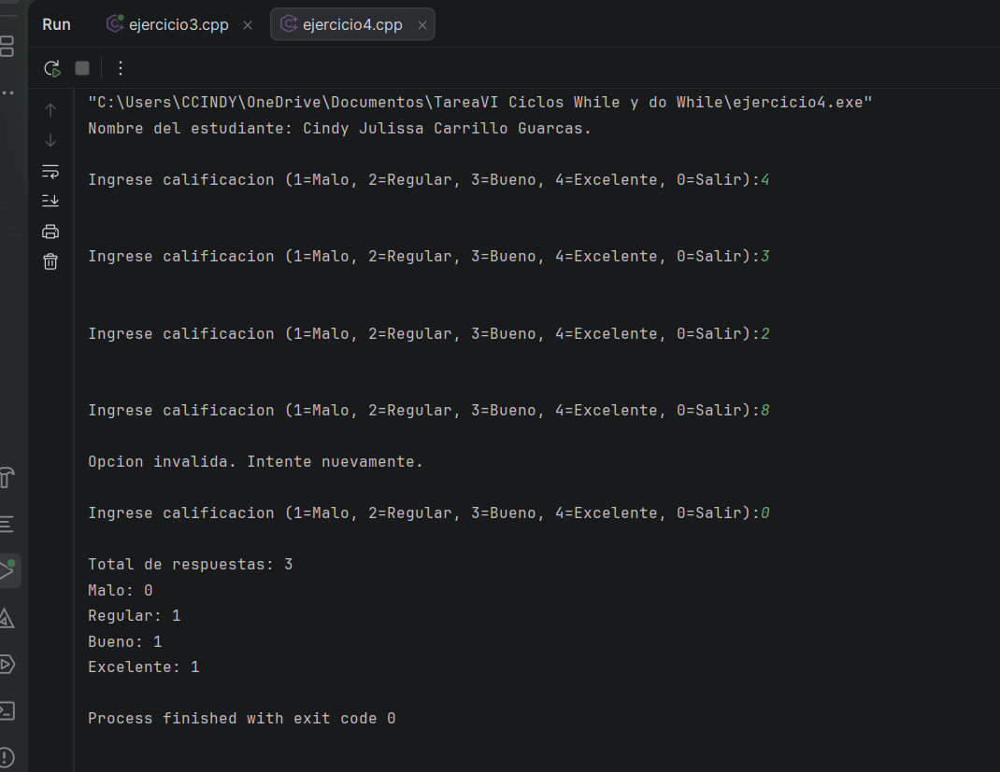 Run
ejercicio3.cpp
ejercicio4.cpp
"C:\Users\CCINDY\OneDrive\Documentos\TareaVI Ciclos While y do While\ejercicio4.exe"
Nombre del estudiante: Cindy Julissa Carrillo Guarcas.
Ingrese calificacion (1=Malo, 2=Regular, 3=Bueno, 4=Excelente, 0=Salir):4
Ingrese calificacion (1=Malo, 2=Regular, 3=Bueno, 4=Excelente, 0=Salir):3
Ingrese calificacion (1=Malo, 2=Regular, 3=Bueno, 4=Excelente, 0=Salir):2
Ingrese calificacion (1=Malo, 2=Regular, 3=Bueno, 4=Excelente, 0=Salir):8
Opcion invalida. Intente nuevamente.
Ingrese calificacion (1=Malo, 2=Regular, 3=Bueno, 4=Excelente, 0=Salir):0
Total de respuestas: 3
Malo: 0
Regular: 1
Bueno: 1
Excelente: 1
Process finished with exit code 0